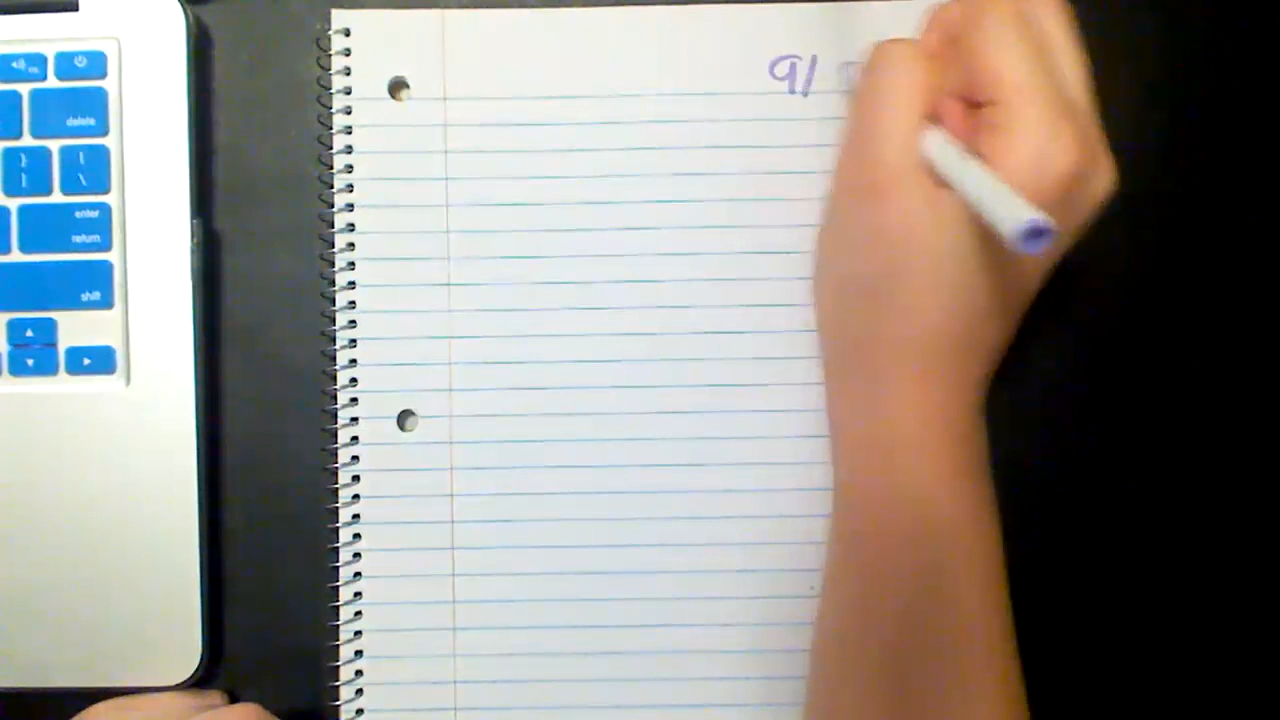 delete
}
]
|
\
enter
return
shift
9/